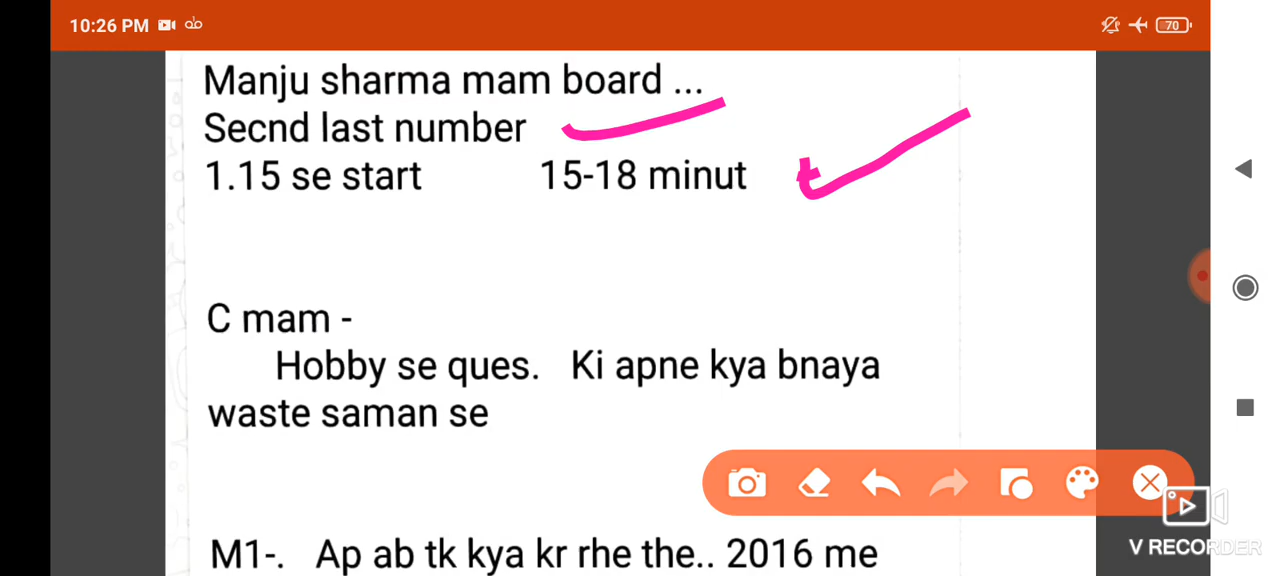 10:26 PM
70
Manju sharma mam board ...
Secnd last number
1.15 se start 15-18 minut
C mam -
Hobby se ques. Ki apne kya bnaya
waste saman se
M1-. Ap ab tk kya kr rhe the.. 2016 me
V RECORDER